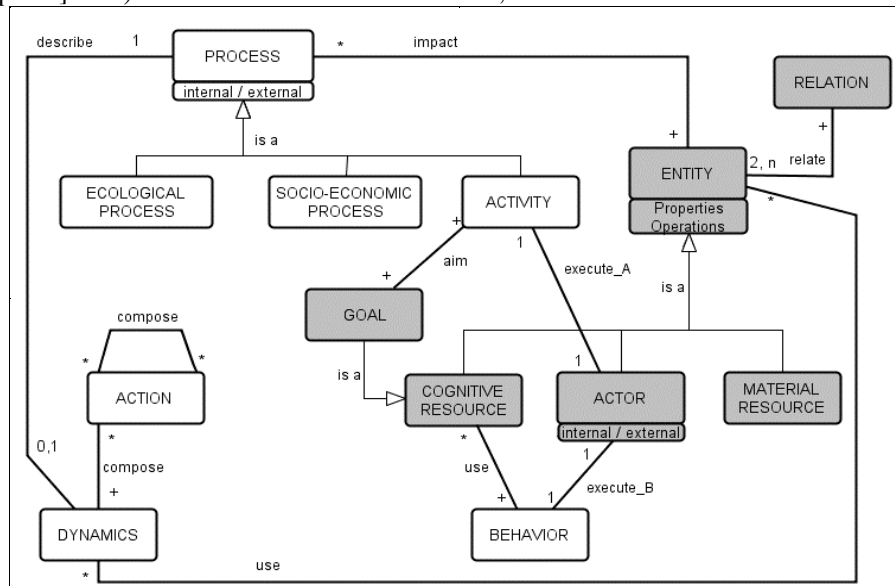 describe
1
PROCESS
internal / external
*
impact
RELATION
is a
+
+
2, n
relate
ENTITY
Properties
Operations
*
ECOLOGICAL
PROCESS
SOCIO-ECONOMIC
PROCESS
ACTIVITY
+
1
aim
execute_A
+
is a
GOAL
compose
*
*
ACTION
is a
1
COGNITIVE
RESOURCE
ACTOR
internal / external
MATERIAL
RESOURCE
*
*
1
0,1
compose
use
execute_B
+
+
1
DYNAMICS
BEHAVIOR
*
use